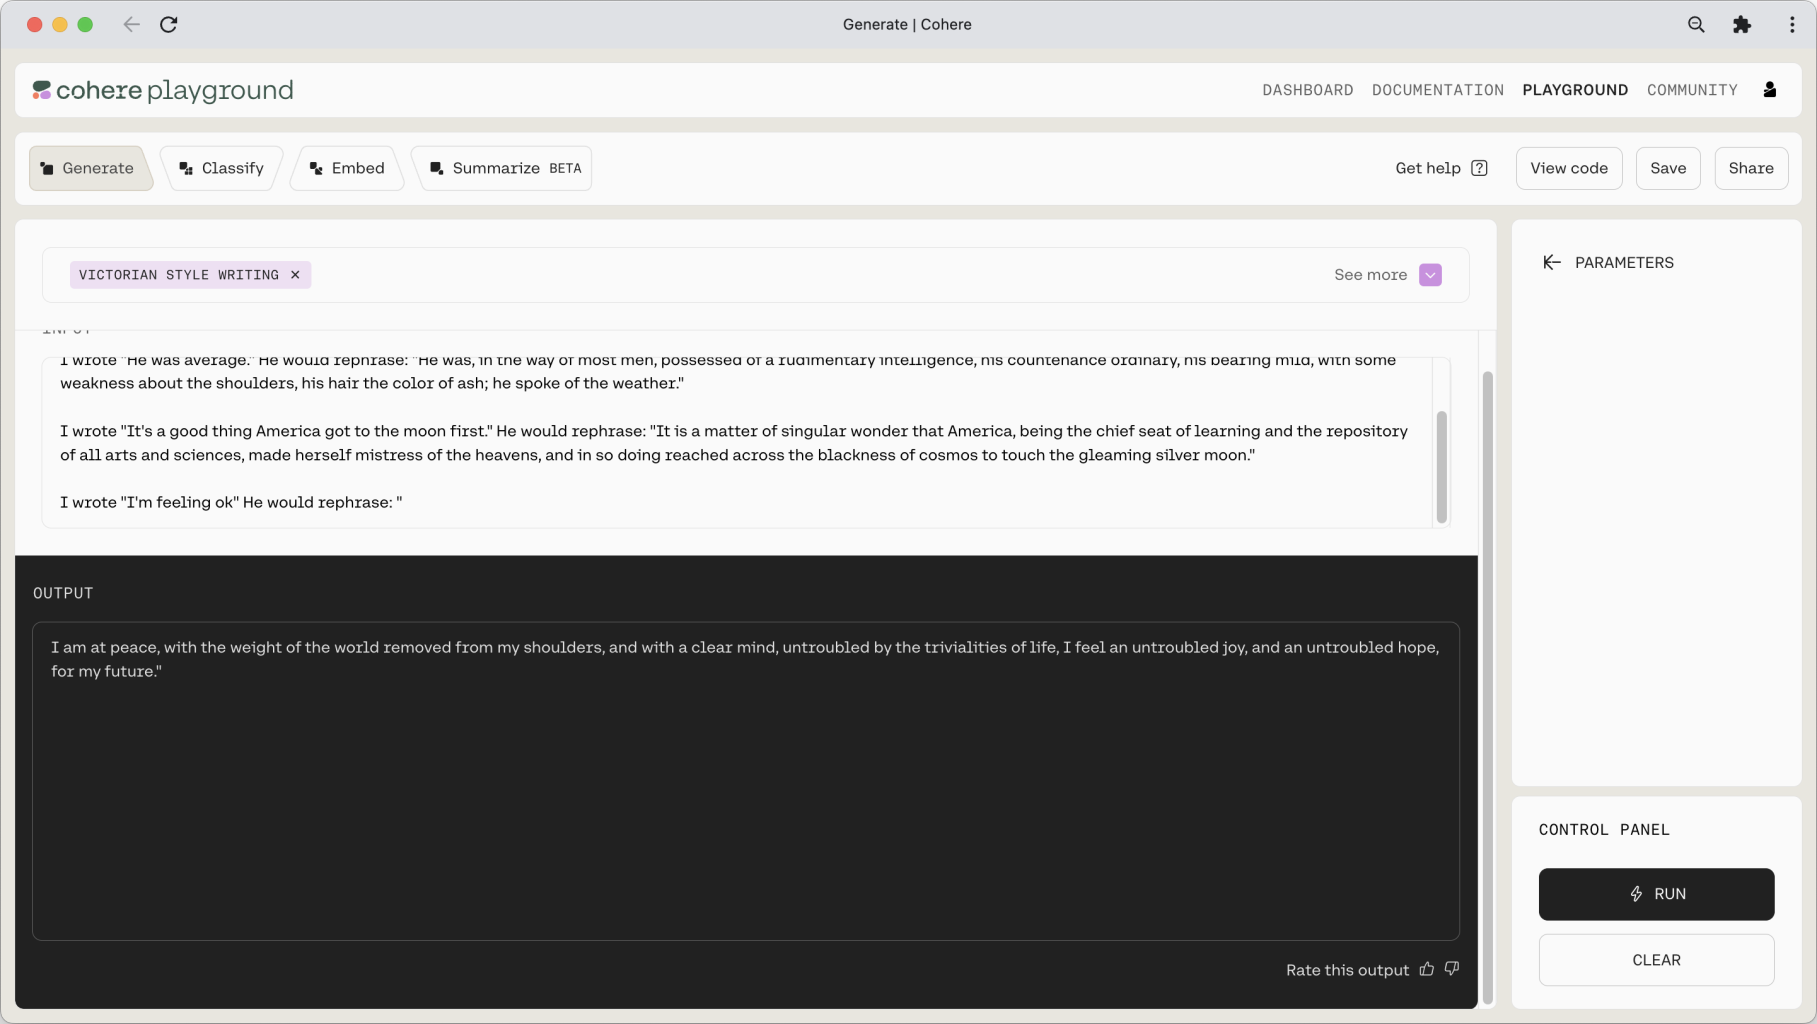 Generate | Cohere
cohere playground
DASHBOARD DOCUMENTATION PLAYGROUND COMMUNITY
Generate Classify Embed Summarize BETA Get help ? View code Save Share
VICTORIAN STYLE WRITING × See more
PARAMETERS
INPUT
I wrote "He was average." He would rephrase: "He was, in the way of most men, possessed of a rudimentary intelligence, his countenance ordinary, his bearing mild, with some
weakness about the shoulders, his hair the color of ash; he spoke of the weather."
I wrote "It's a good thing America got to the moon first." He would rephrase: "It is a matter of singular wonder that America, being the chief seat of learning and the repository
of all arts and sciences, made herself mistress of the heavens, and in so doing reached across the blackness of cosmos to touch the gleaming silver moon."
I wrote "I'm feeling ok" He would rephrase: "
OUTPUT
I am at peace, with the weight of the world removed from my shoulders, and with a clear mind, untroubled by the trivialities of life, I feel an untroubled joy, and an untroubled hope,
for my future."
Rate this output
CONTROL PANEL
RUN
CLEAR